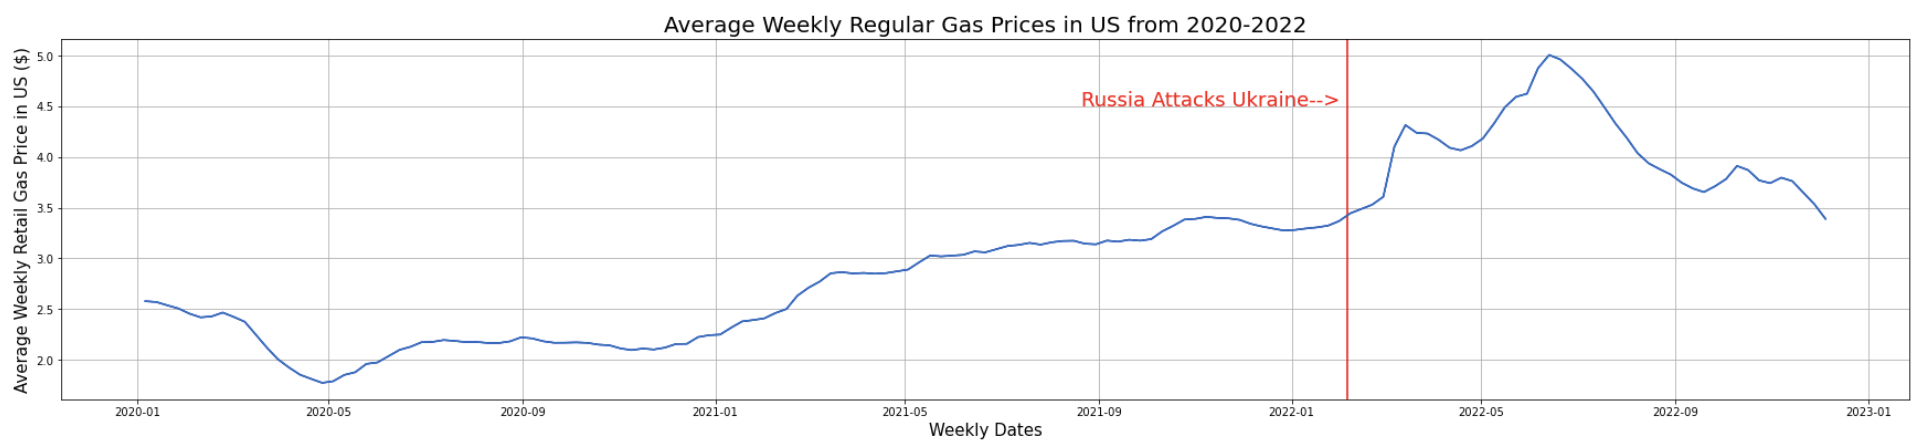 Average Weekly Regular Gas Prices in US from 2020-2022
Average Weekly Retail Gas Price in US ($)
5.0
4.5
4.0
3.5
3.0
2.5
2.0
Russia Attacks Ukraine-->
2020-01 2020-05 2020-09 2021-01 2021-05 2021-09 2022-01 2022-05 2022-09 2023-01
Weekly Dates